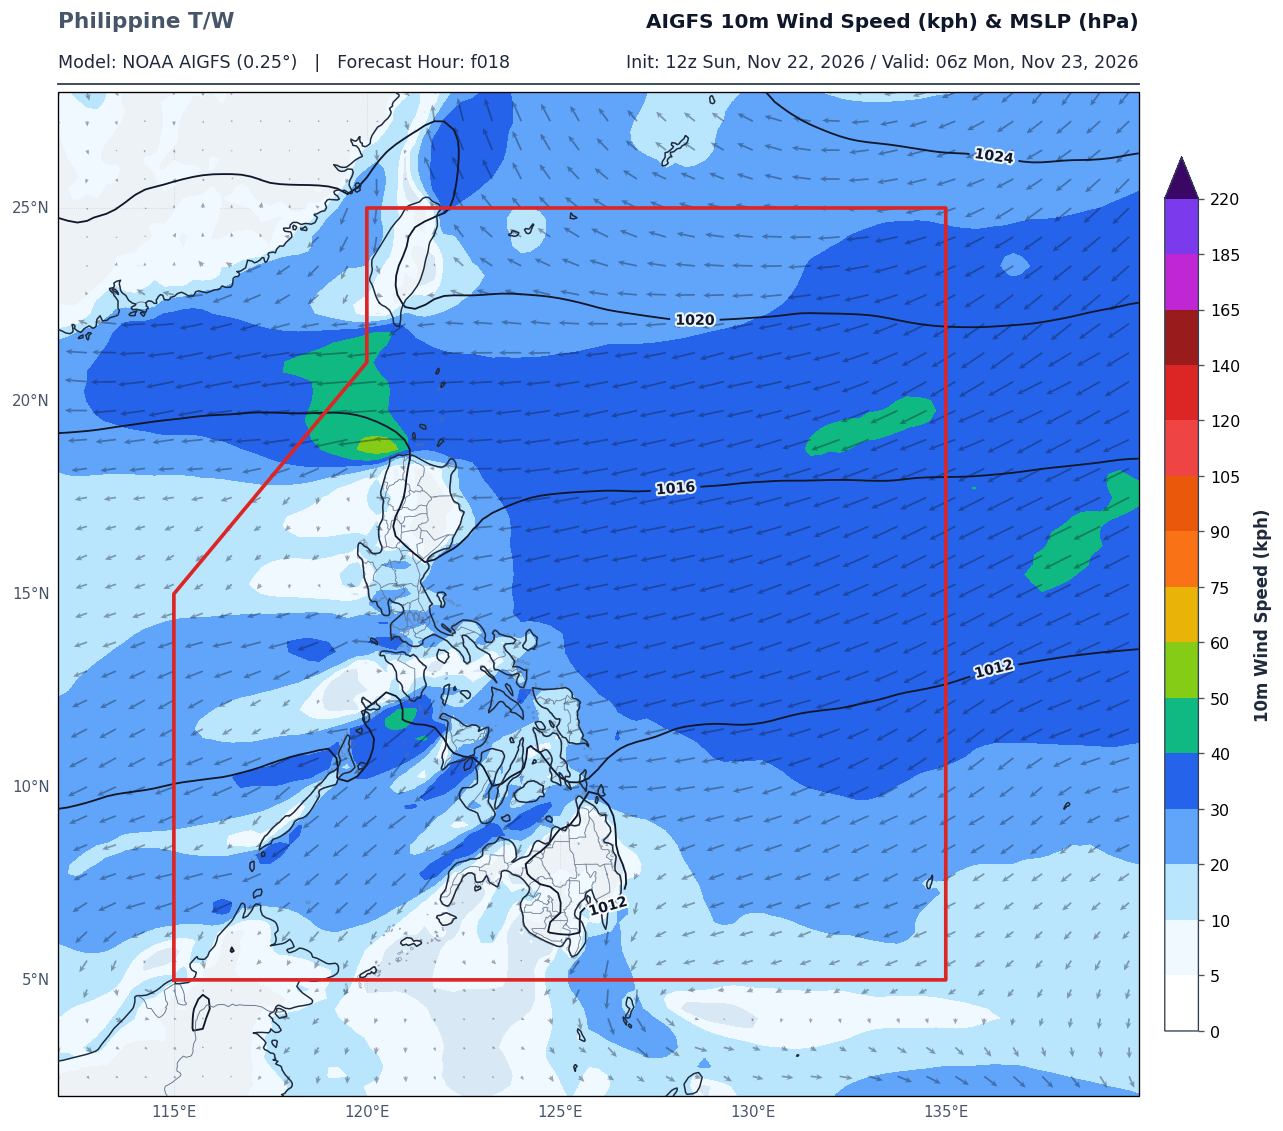 Philippine T/W
AIGFS 10m Wind Speed (kph) & MSLP (hPa)
Model: NOAA AIGFS (0.25°) | Forecast Hour: f018
Init: 12z Sun, Nov 22, 2026 / Valid: 06z Mon, Nov 23, 2026
1024
25°N
1020
20°N
1016
15°N
1012
10°N
1012
5°N
115°E
120°E
125°E
130°E
135°E
220
185
165
140
120
105
90
75
60
50
40
30
20
10
5
0
10m Wind Speed (kph)